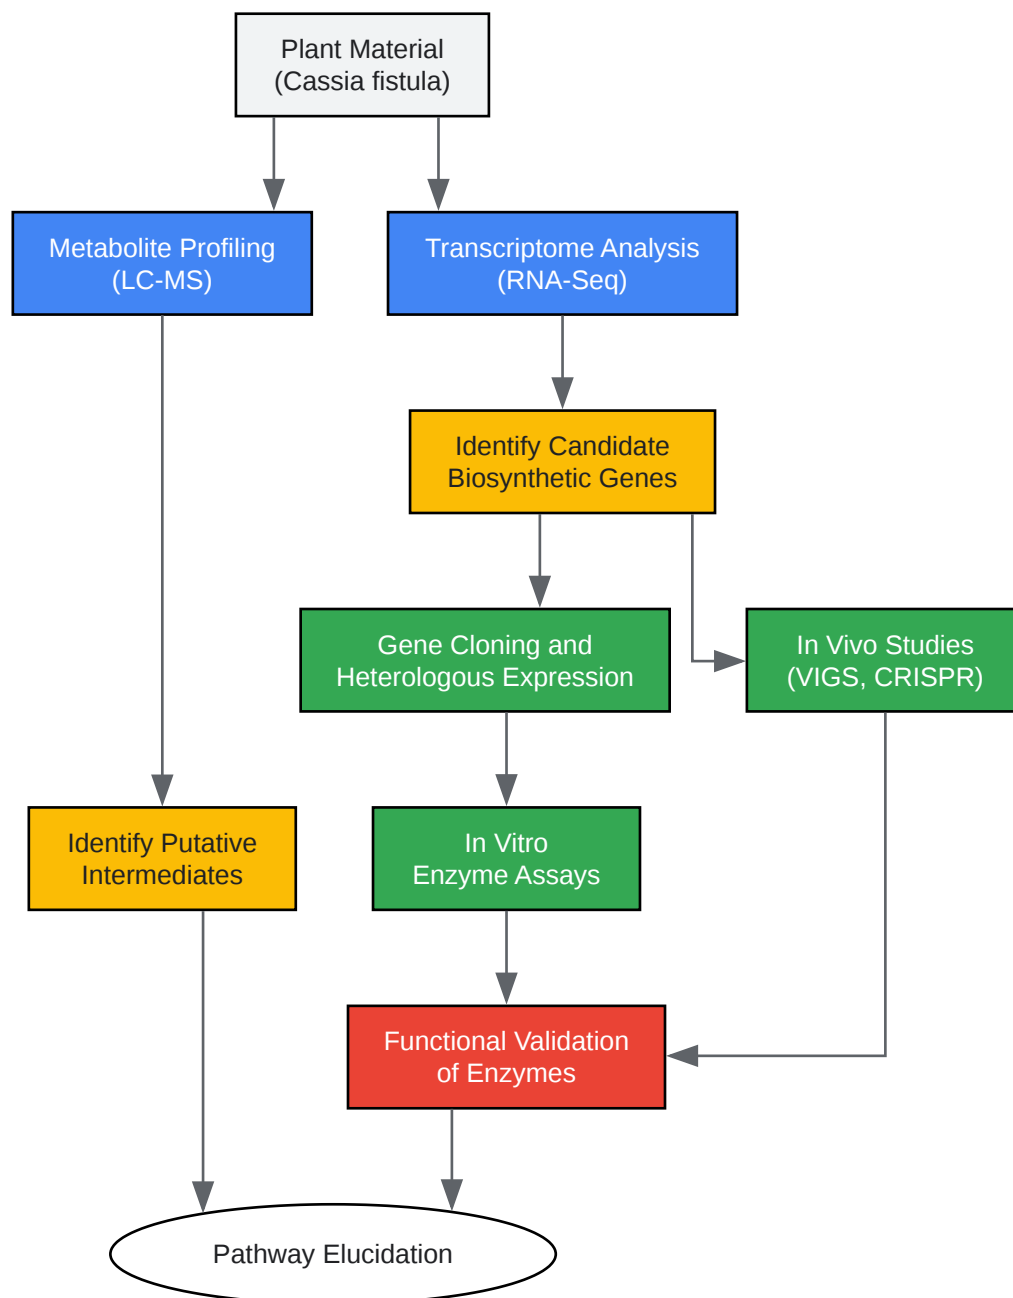 Plant Material
(Cassia fistula)
Metabolite Profiling
(LC-MS)
Transcriptome Analysis
(RNA-Seq)
Identify Candidate
Biosynthetic Genes
Gene Cloning and
Heterologous Expression
In Vivo Studies
(VIGS, CRISPR)
Identify Putative
Intermediates
In Vitro
Enzyme Assays
Functional Validation
of Enzymes
Pathway Elucidation